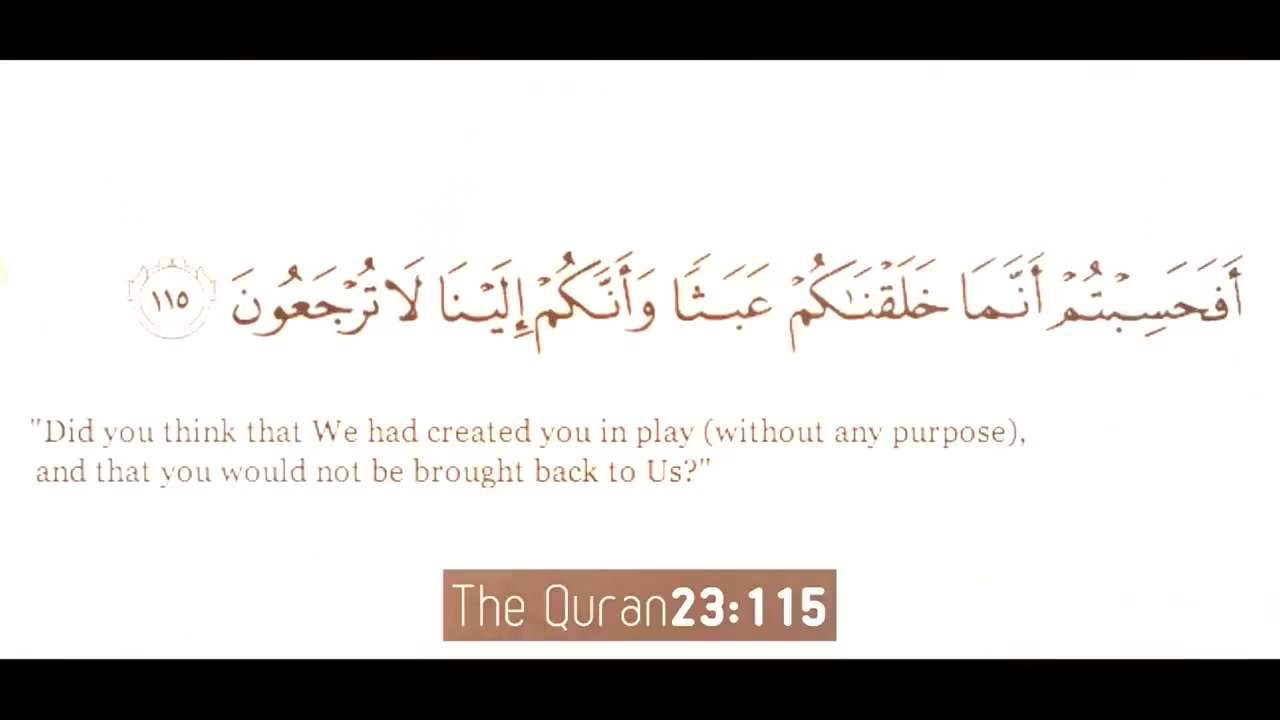 أَفَحَسِبْتُمْ أَنَّمَا خَلَقْنَٰكُمْ عَبَثًا وَأَنَّكُمْ إِلَيْنَا لَا تُرْجَعُونَ ١١٥
"Did you think that We had created you in play (without any purpose),
and that you would not be brought back to Us?"
The Quran23:115